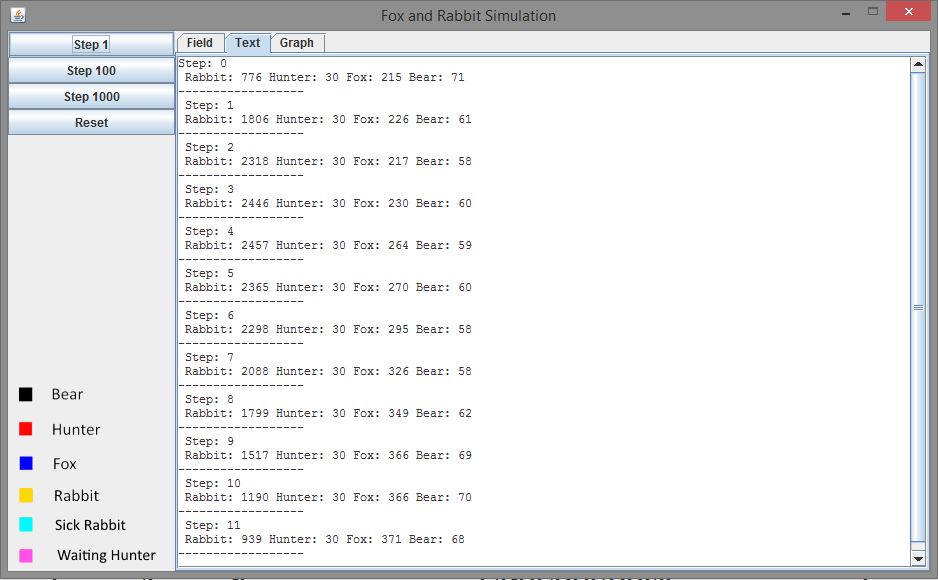 Fox and Rabbit Simulation
Step 1
Step 100
Step 1000
Reset
Field Text Graph
Step: 0
Rabbit: 776 Hunter: 30 Fox: 215 Bear: 71
------------------
Step: 1
Rabbit: 1806 Hunter: 30 Fox: 226 Bear: 61
------------------
Step: 2
Rabbit: 2318 Hunter: 30 Fox: 217 Bear: 58
------------------
Step: 3
Rabbit: 2446 Hunter: 30 Fox: 230 Bear: 60
------------------
Step: 4
Rabbit: 2457 Hunter: 30 Fox: 264 Bear: 59
------------------
Step: 5
Rabbit: 2365 Hunter: 30 Fox: 270 Bear: 60
------------------
Step: 6
Rabbit: 2298 Hunter: 30 Fox: 295 Bear: 58
------------------
Step: 7
Rabbit: 2088 Hunter: 30 Fox: 326 Bear: 58
------------------
Step: 8
Rabbit: 1799 Hunter: 30 Fox: 349 Bear: 62
------------------
Step: 9
Rabbit: 1517 Hunter: 30 Fox: 366 Bear: 69
------------------
Step: 10
Rabbit: 1190 Hunter: 30 Fox: 366 Bear: 70
------------------
Step: 11
Rabbit: 939 Hunter: 30 Fox: 371 Bear: 68
------------------
Bear
Hunter
Fox
Rabbit
Sick Rabbit
Waiting Hunter